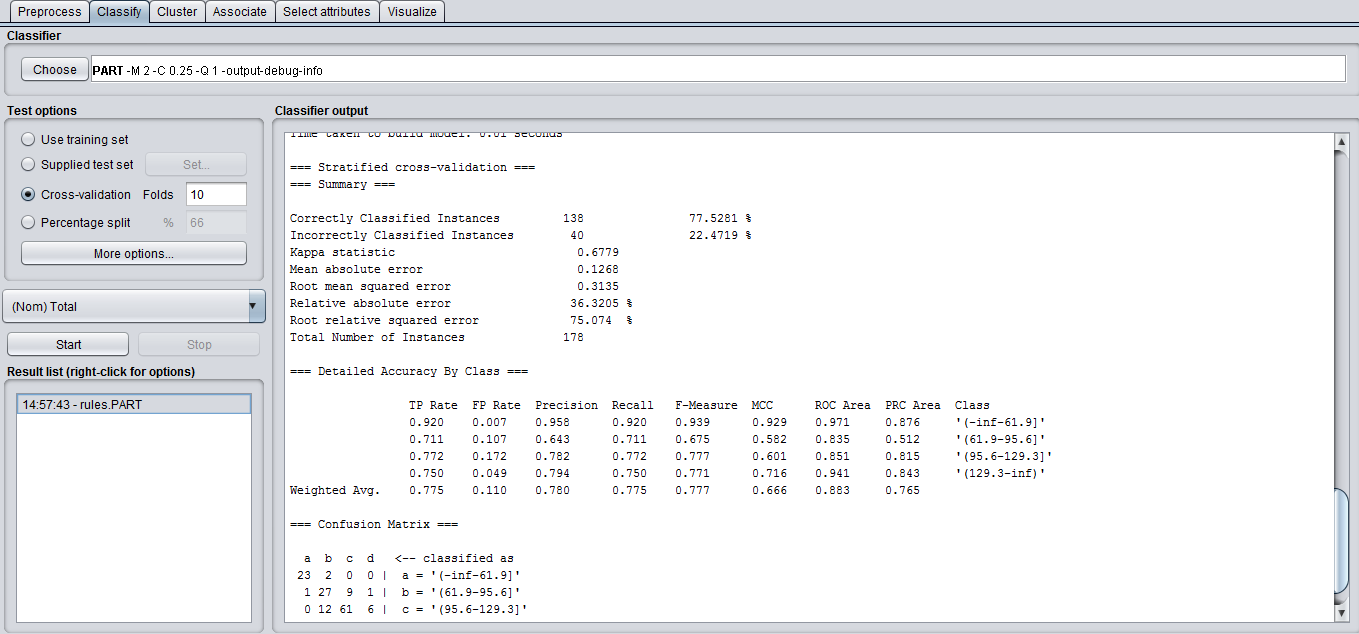 Preprocess Classify Cluster Associate Select attributes Visualize
Classifier
Choose PART -M 2 -C 0.25 -Q 1 -output-debug-info
Test options
Use training set
Supplied test set Set...
Cross-validation Folds 10
Percentage split % 66
More options...
(Nom) Total
Start Stop
Result list (right-click for options)
14:57:43 - rules.PART
Classifier output
Time taken to build model: 0.01 seconds
=== Stratified cross-validation ===
=== Summary ===
Correctly Classified Instances 138 77.5281 %
Incorrectly Classified Instances 40 22.4719 %
Kappa statistic 0.6779
Mean absolute error 0.1268
Root mean squared error 0.3135
Relative absolute error 36.3205 %
Root relative squared error 75.074 %
Total Number of Instances 178
=== Detailed Accuracy By Class ===
TP Rate FP Rate Precision Recall F-Measure MCC ROC Area PRC Area Class
0.920 0.007 0.958 0.920 0.939 0.929 0.971 0.876 '(-inf-61.9]'
0.711 0.107 0.643 0.711 0.675 0.582 0.835 0.512 '(61.9-95.6]'
0.772 0.172 0.782 0.772 0.777 0.601 0.851 0.815 '(95.6-129.3]'
0.750 0.049 0.794 0.750 0.771 0.716 0.941 0.843 '(129.3-inf)'
Weighted Avg. 0.775 0.110 0.780 0.775 0.777 0.666 0.883 0.765
=== Confusion Matrix ===
a b c d <-- classified as
23 2 0 0 | a = '(-inf-61.9]'
1 27 9 1 | b = '(61.9-95.6]'
0 12 61 6 | c = '(95.6-129.3]'